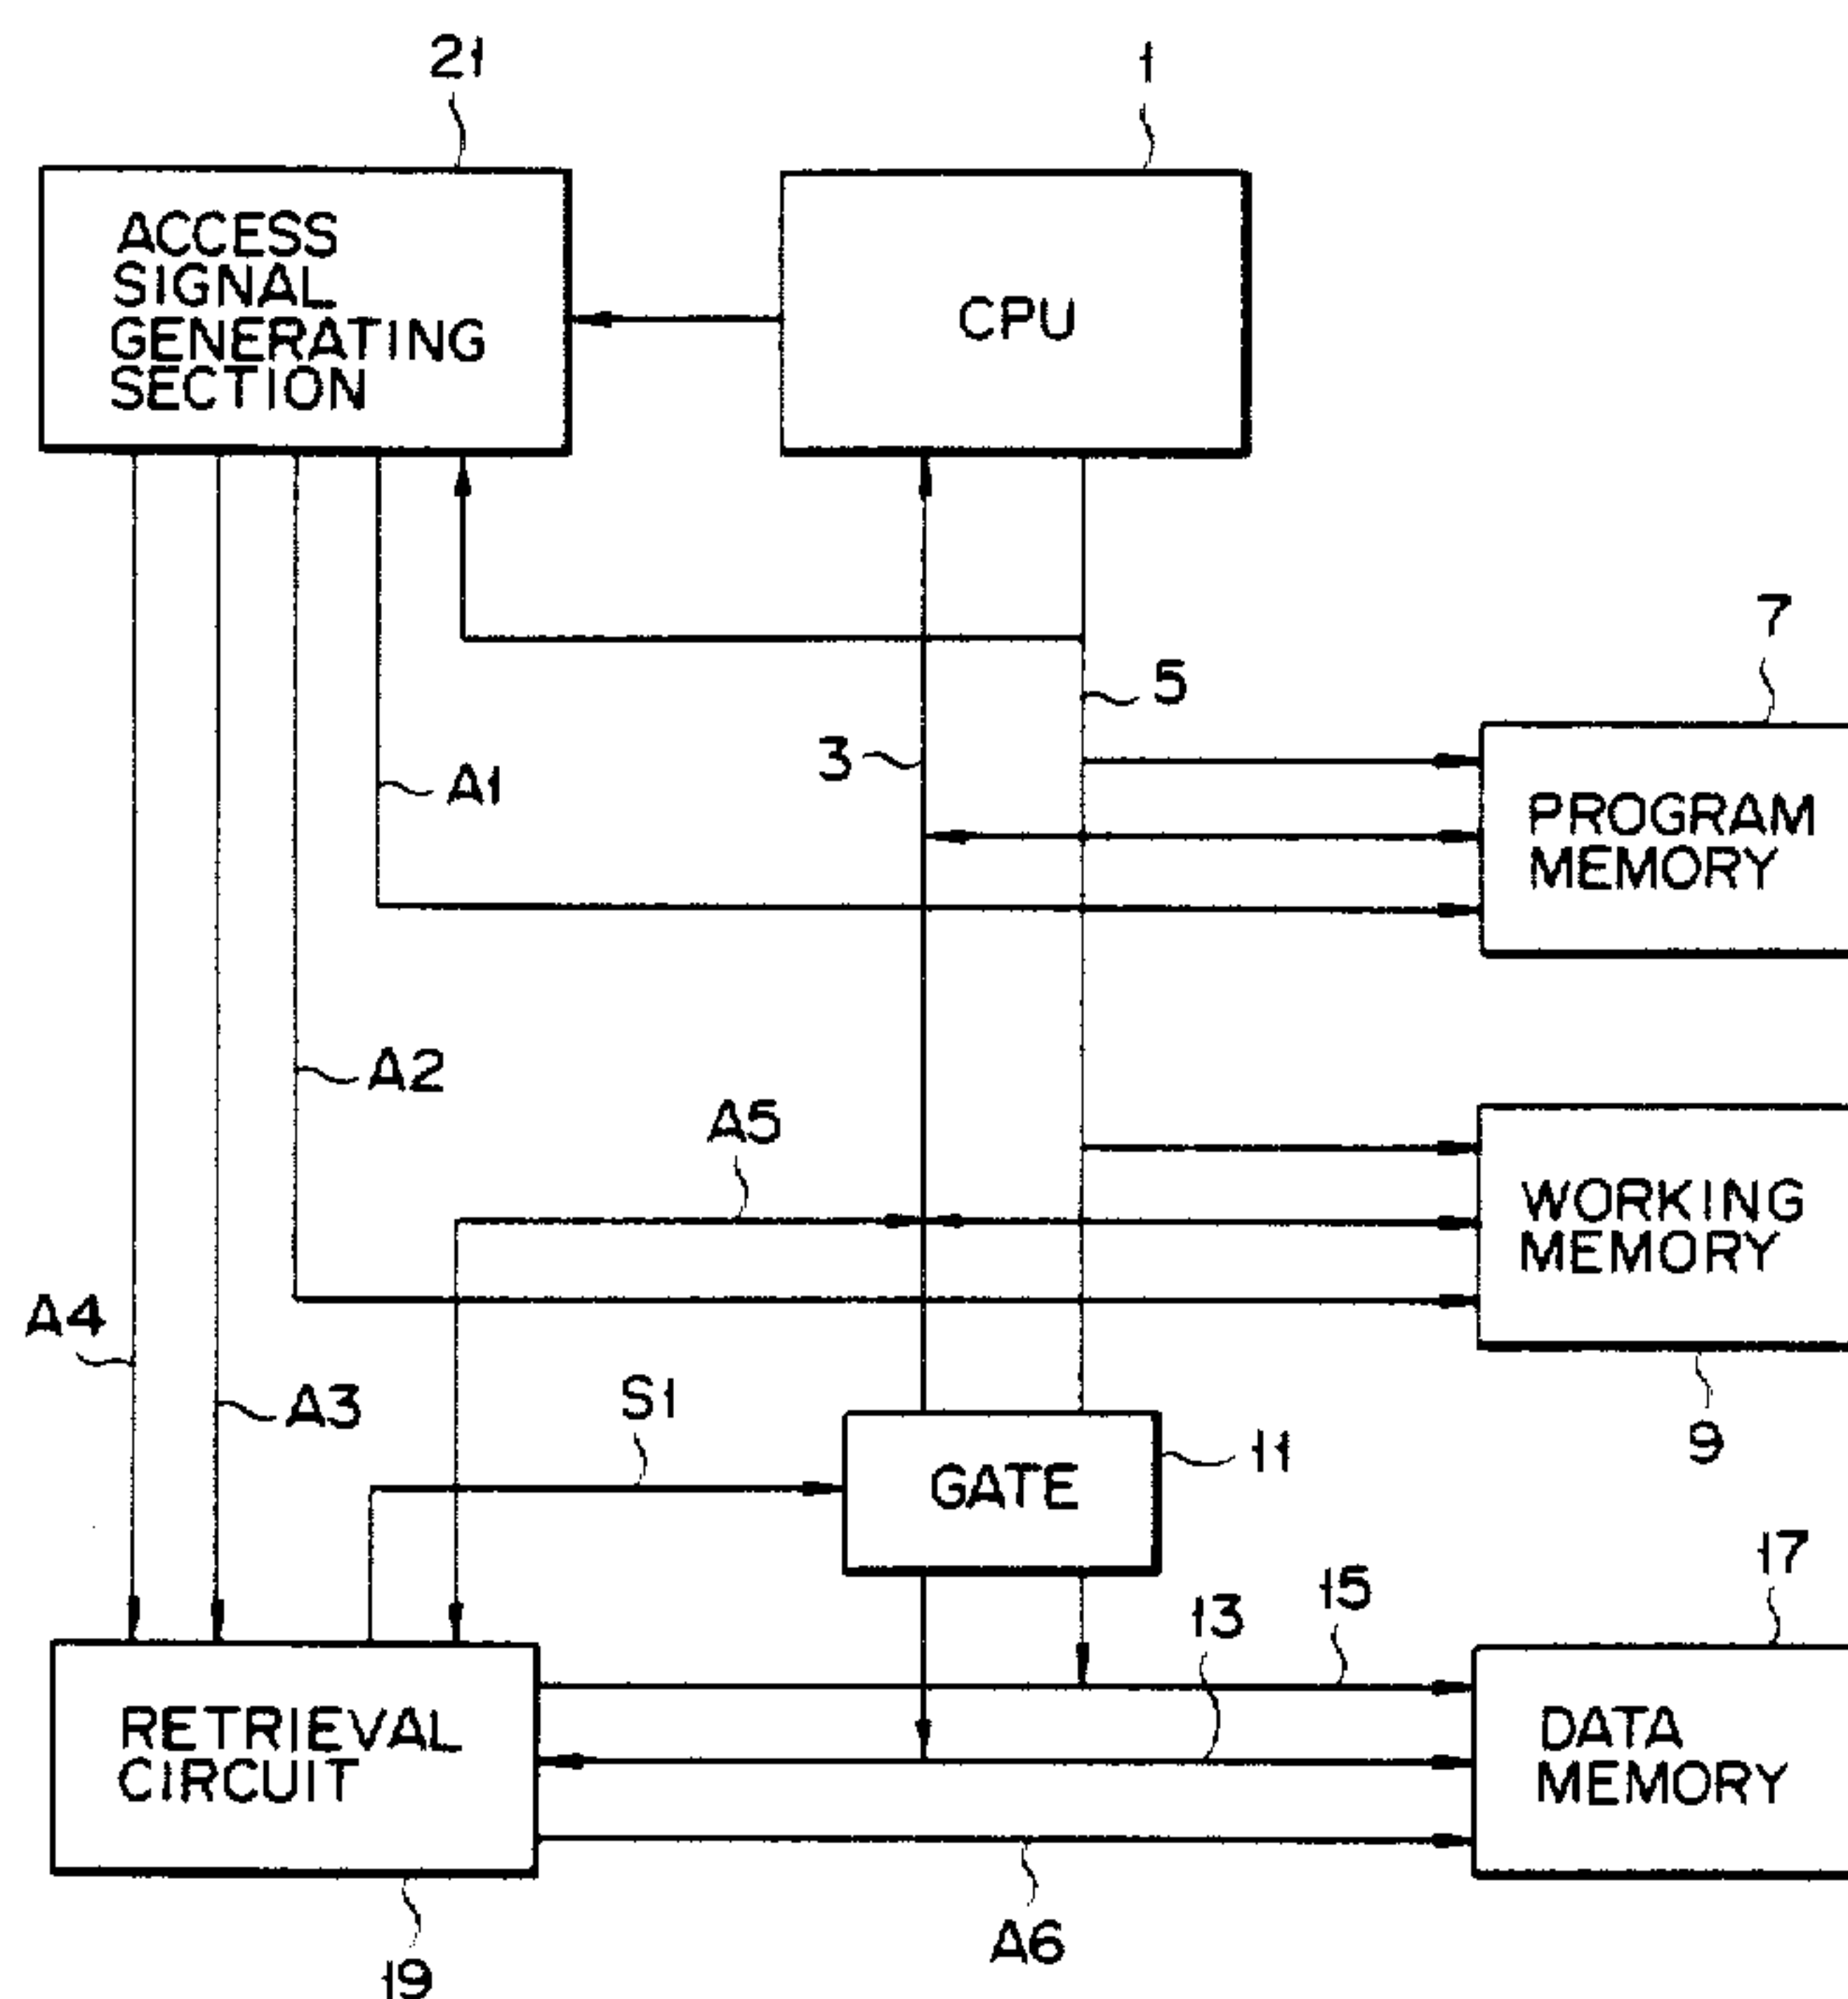 21
1
ACCESS
SIGNAL
GENERATING
SECTION
CPU
7
5
3
A1
PROGRAM
MEMORY
A2
A5
WORKING
MEMORY
A4
A3
S1
9
GATE
11
17
15
13
RETRIEVAL
CIRCUIT
DATA
MEMORY
A6
19